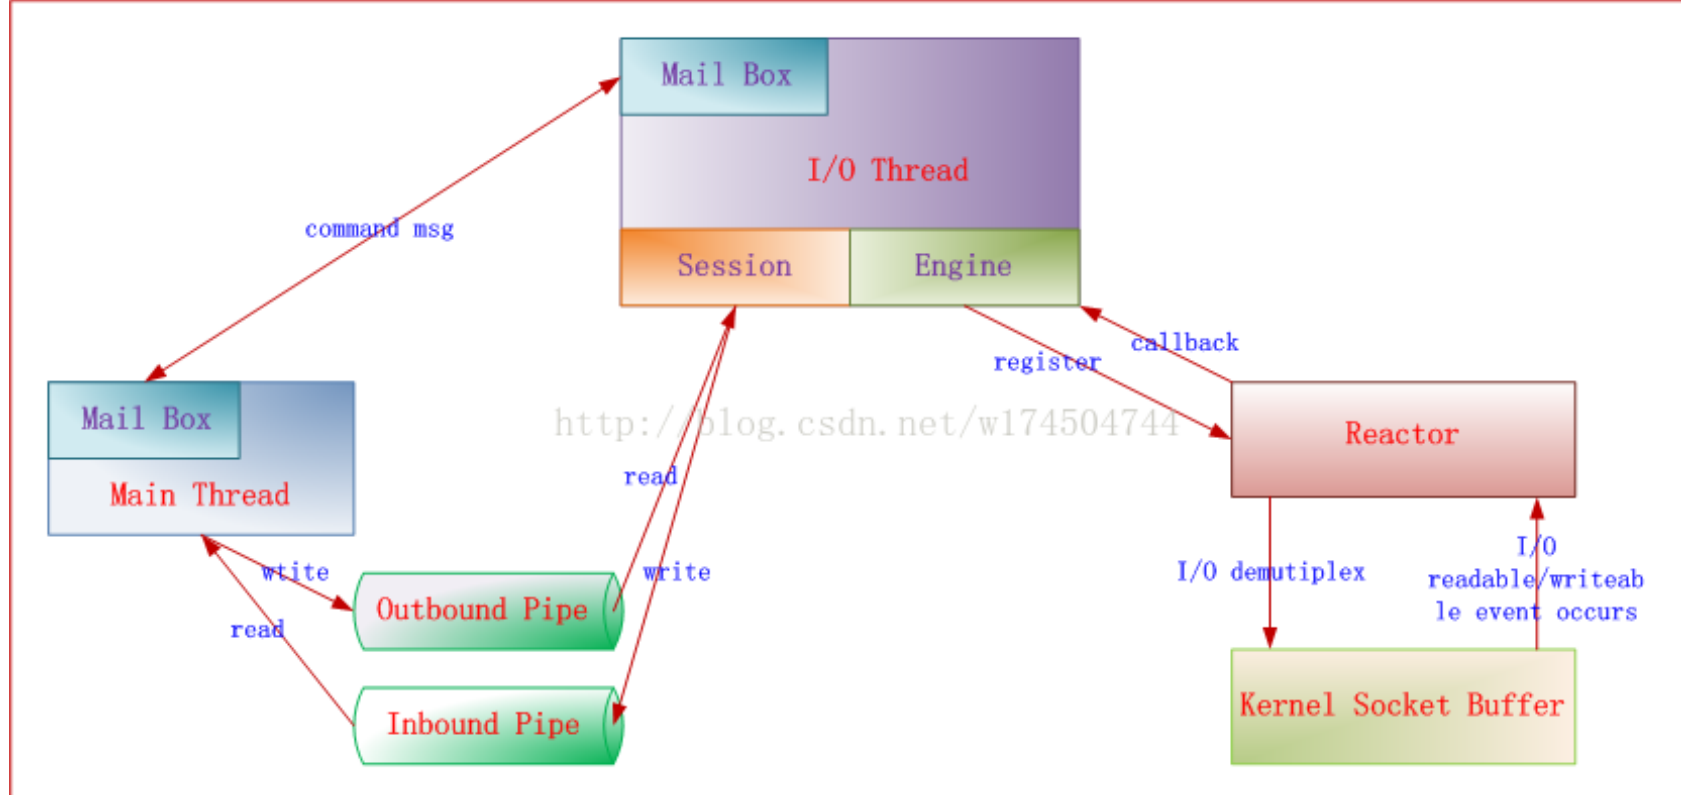 Mail Box
I/O Thread
command msg
Session
Engine
callback
register
Mail Box
http://blog.csdn.net/w174504744
Reactor
read
Main Thread
I/O
wtite
write
I/O demutiplex
readable/writeab
Outbound Pipe
le event occurs
read
Inbound Pipe
Kernel Socket Buffer